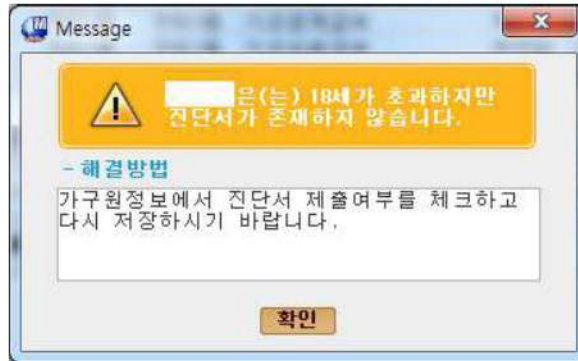 Message
은(는) 18세가 초과하지만
진단서가 존재하지 않습니다.
- 해결방법
가구원정보에서 진단서 제출여부를 체크하고
다시 저장하시기 바랍니다.
확인